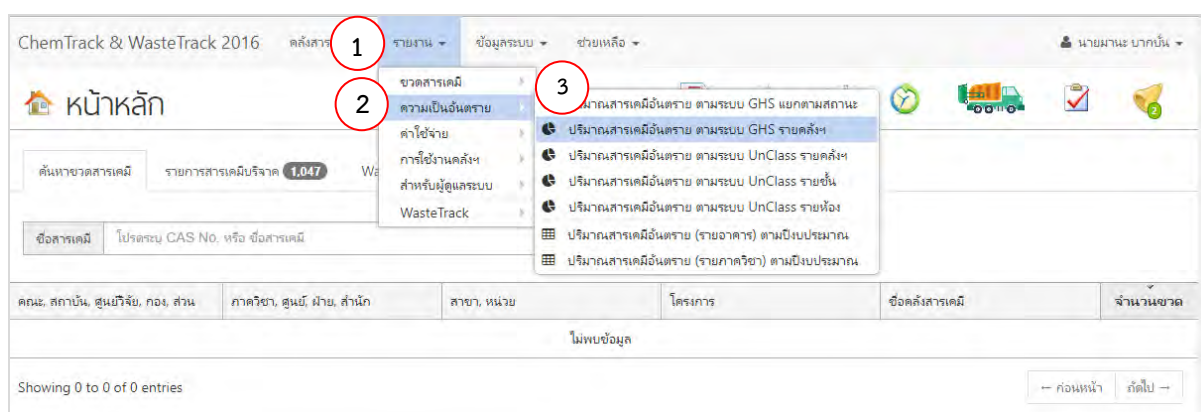 ChemTrack & WasteTrack 2016 คลังสาร 1 รายงาน ข้อมูลระบบ ช่วยเหลือ นายมานะ บากบั่น
หน้าหลัก
ขวดสารเคมี
2 ความเป็นอันตราย
ค่าใช้จ่าย
การใช้งานคลังฯ
สำหรับผู้ดูแลระบบ
WasteTrack
3
ปริมาณสารเคมีอันตราย ตามระบบ GHS แยกตามสถานะ
ปริมาณสารเคมีอันตราย ตามระบบ GHS รายคลังฯ
ปริมาณสารเคมีอันตราย ตามระบบ UnClass รายคลังฯ
ปริมาณสารเคมีอันตราย ตามระบบ UnClass รายชั้น
ปริมาณสารเคมีอันตราย ตามระบบ UnClass รายห้อง
ปริมาณสารเคมีอันตราย (รายอาคาร) ตามปีงบประมาณ
ปริมาณสารเคมีอันตราย (รายภาควิชา) ตามปีงบประมาณ
2
ค้นหาขวดสารเคมี รายการสารเคมีบริจาค 1,047 Wa
ชื่อสารเคมี โปรดระบุ CAS No. หรือ ชื่อสารเคมี
คณะ, สถาบัน, ศูนย์วิจัย, กอง, ส่วน ภาควิชา, ศูนย์, ฝ่าย, สำนัก สาขา, หน่วย โครงการ ชื่อคลังสารเคมี จำนวนขวด
ไม่พบข้อมูล
Showing 0 to 0 of 0 entries ← ก่อนหน้า ถัดไป →